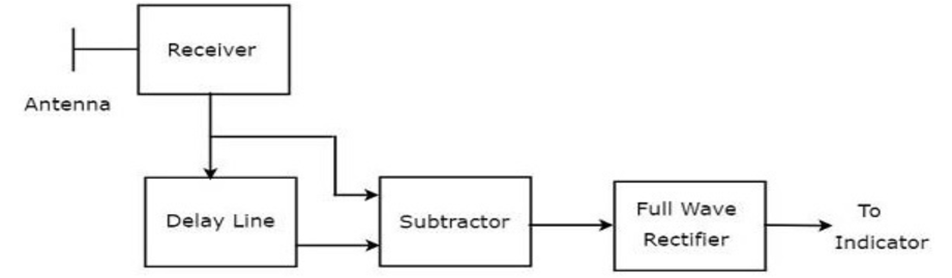 Receiver
Antenna
Delay Line
Subtractor
Full Wave
Rectifier
To
Indicator